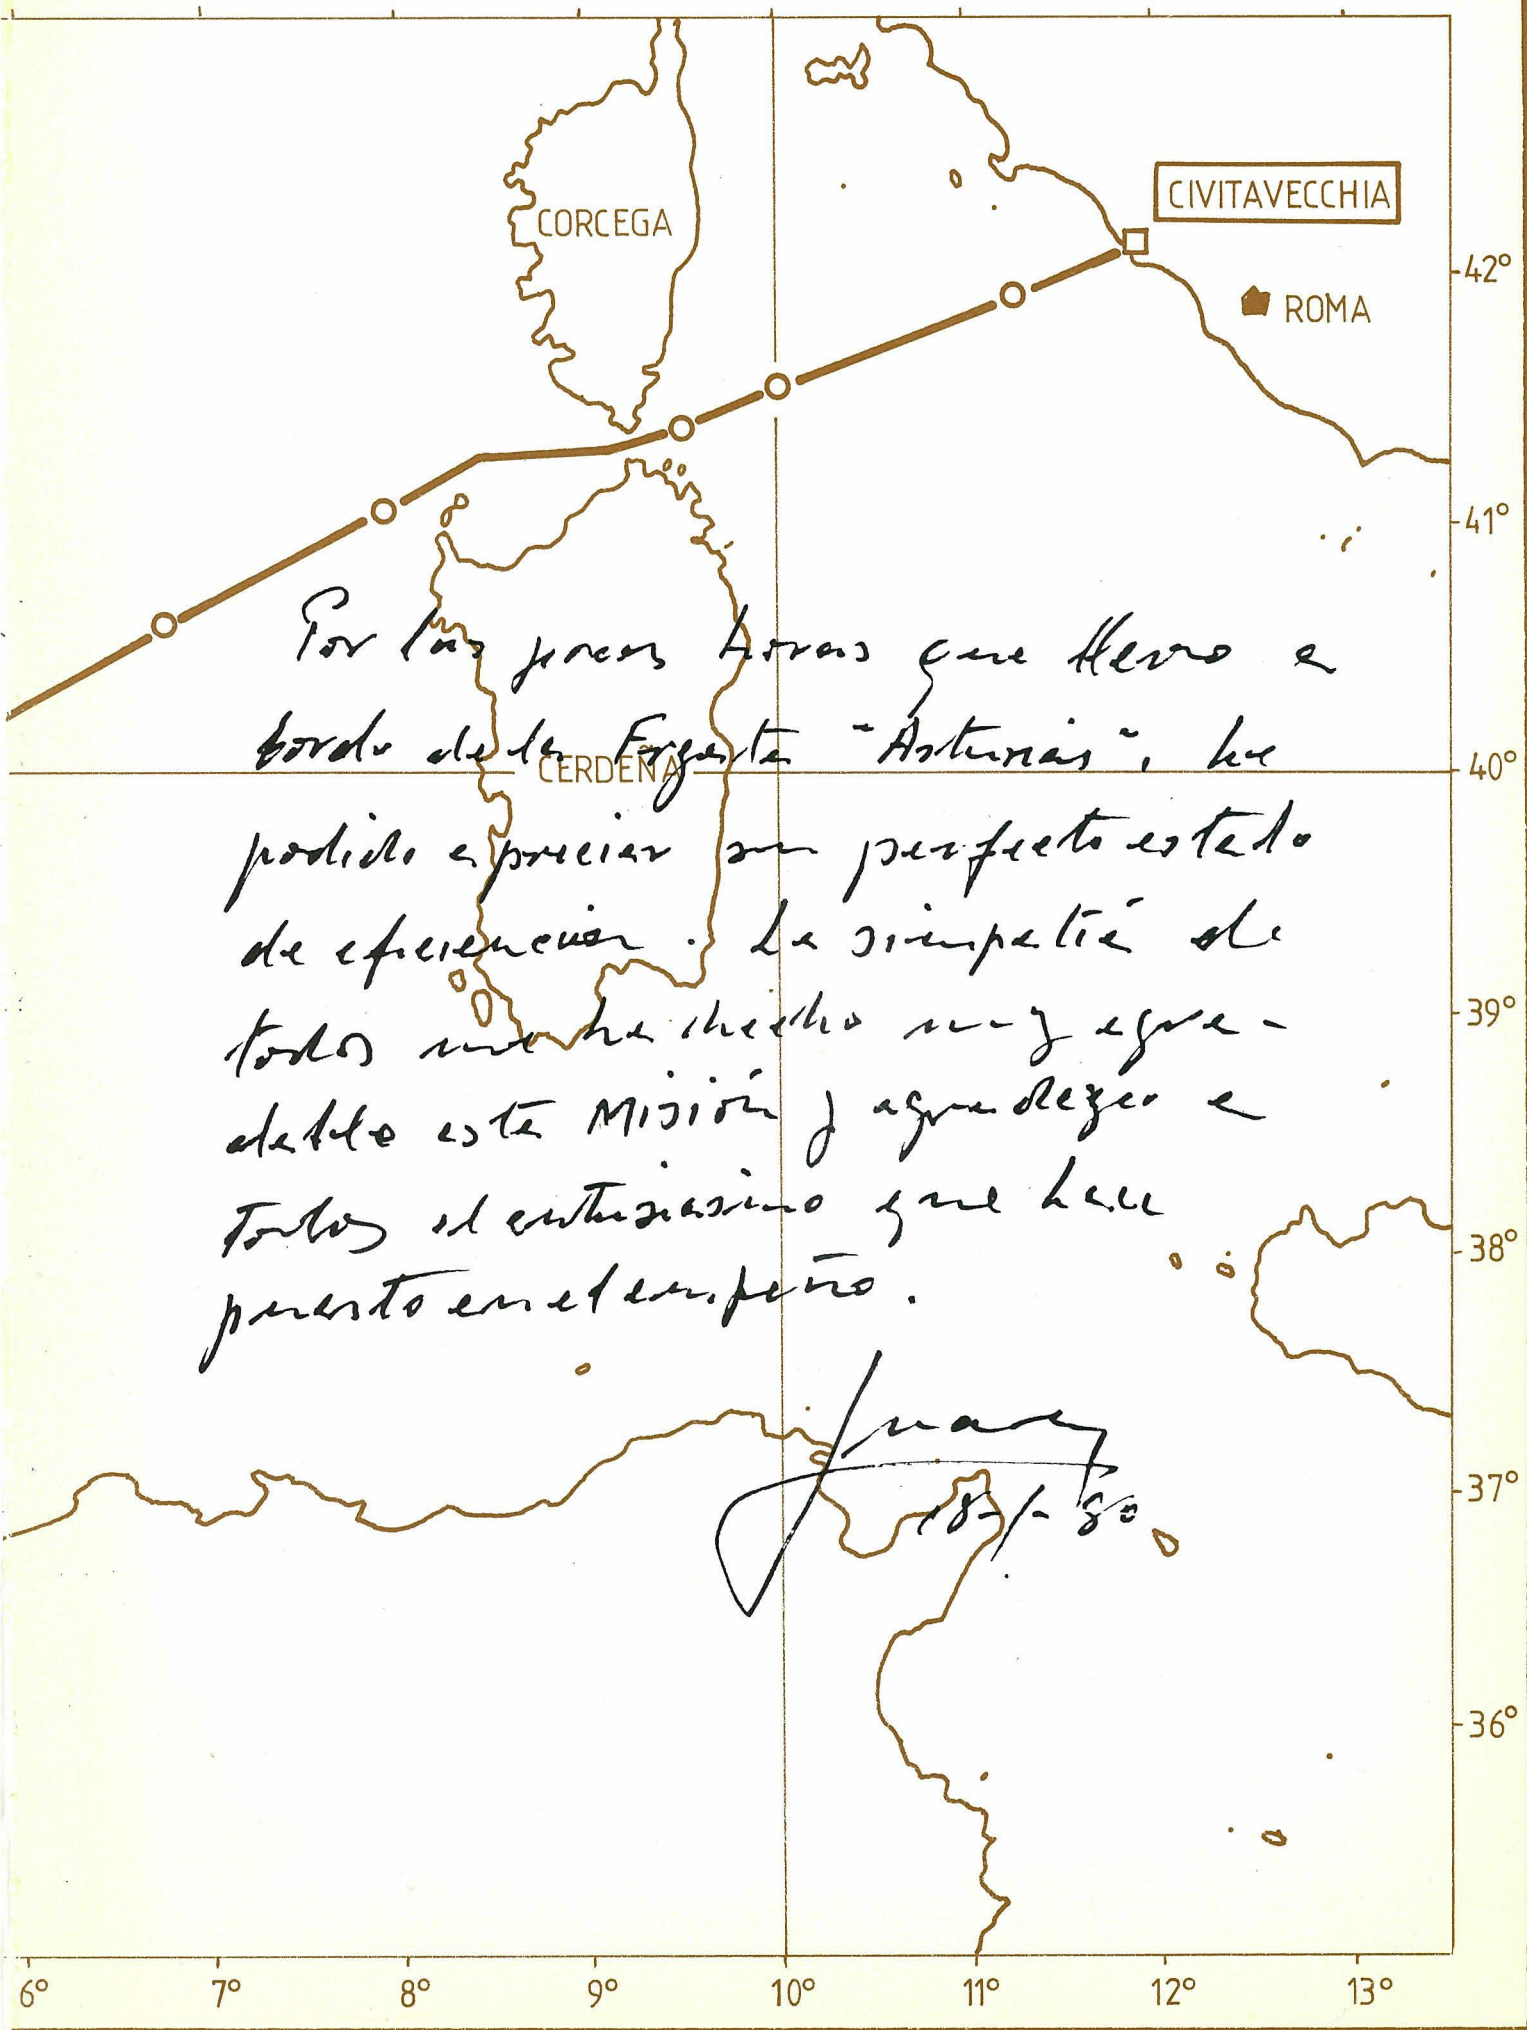 CORCEGA
CIVITAVECCHIA
42°
ROMA
41°
Por las pocas horas que llevo a
bordo de la Fragata "Asturias", he
CERDEÑA
40°
podido apreciar su perfecto estado
de eficiencia. La simpatía de
todos me ha hecho muy agra-
39°
dable esta Misión y agradezco a
todos el entusiasmo que han
38°
puesto en el empeño.
37°
18-1-80
36°
6° 7° 8° 9° 10° 11° 12° 13°